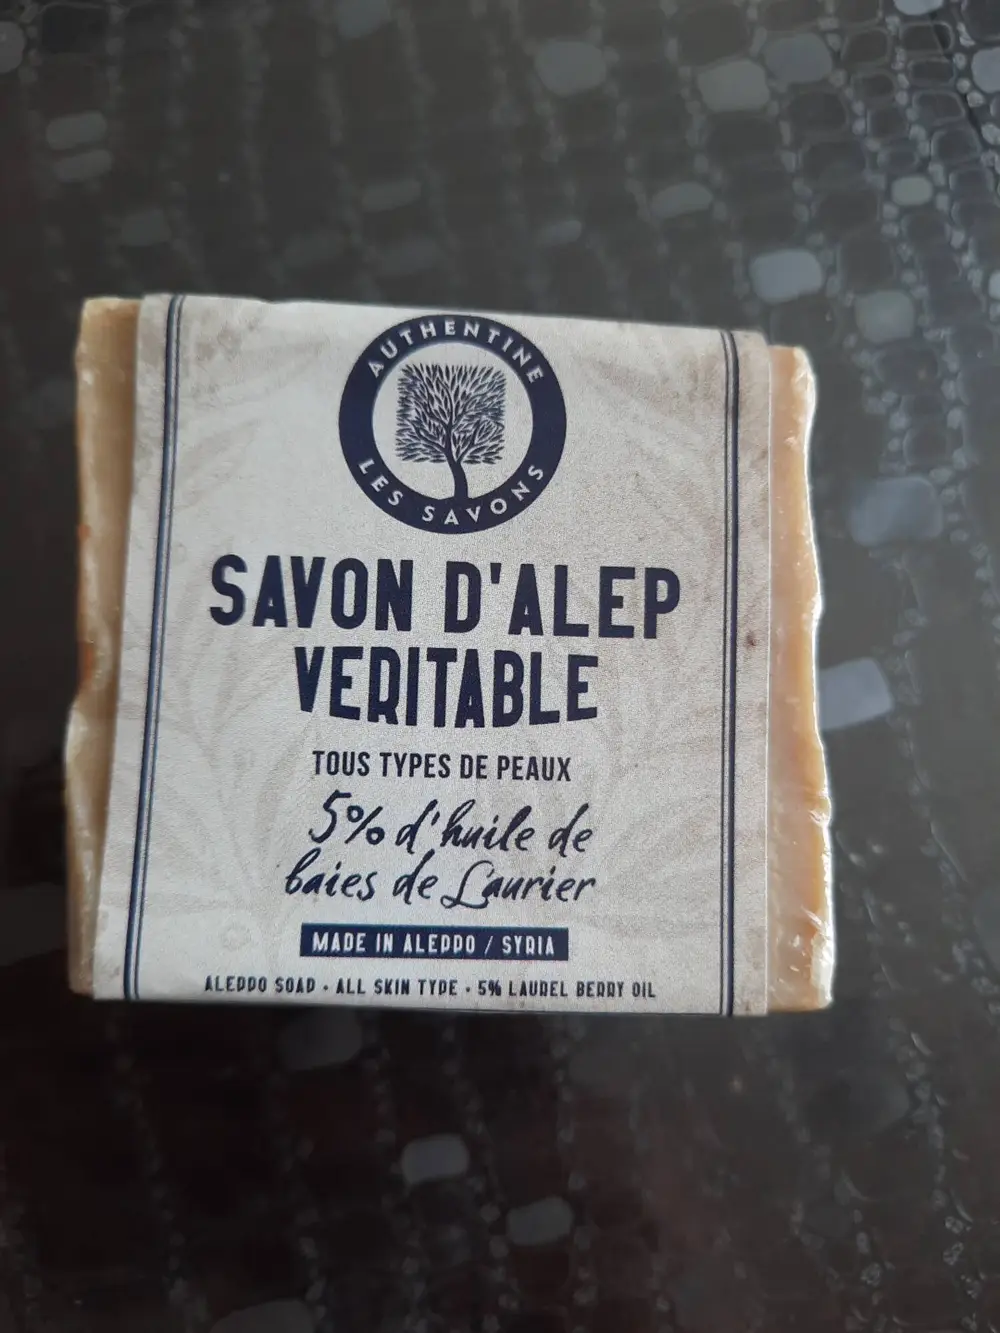 AUTHENTINE
LES SAVONS
SAVON D'ALEP
VERITABLE
TOUS TYPES DE PEAUX
5% d'huile de
baies de Laurier
MADE IN ALEPPO / SYRIA
ALEPPO SOAP • ALL SKIN TYPE • 5% LAUREL BERRY OIL